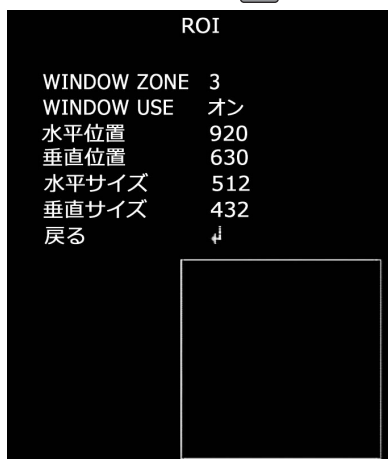 ROI
WINDOW ZONE 3
WINDOW USE オン
水平位置 920
垂直位置 630
水平サイズ 512
垂直サイズ 432
戻る ↲